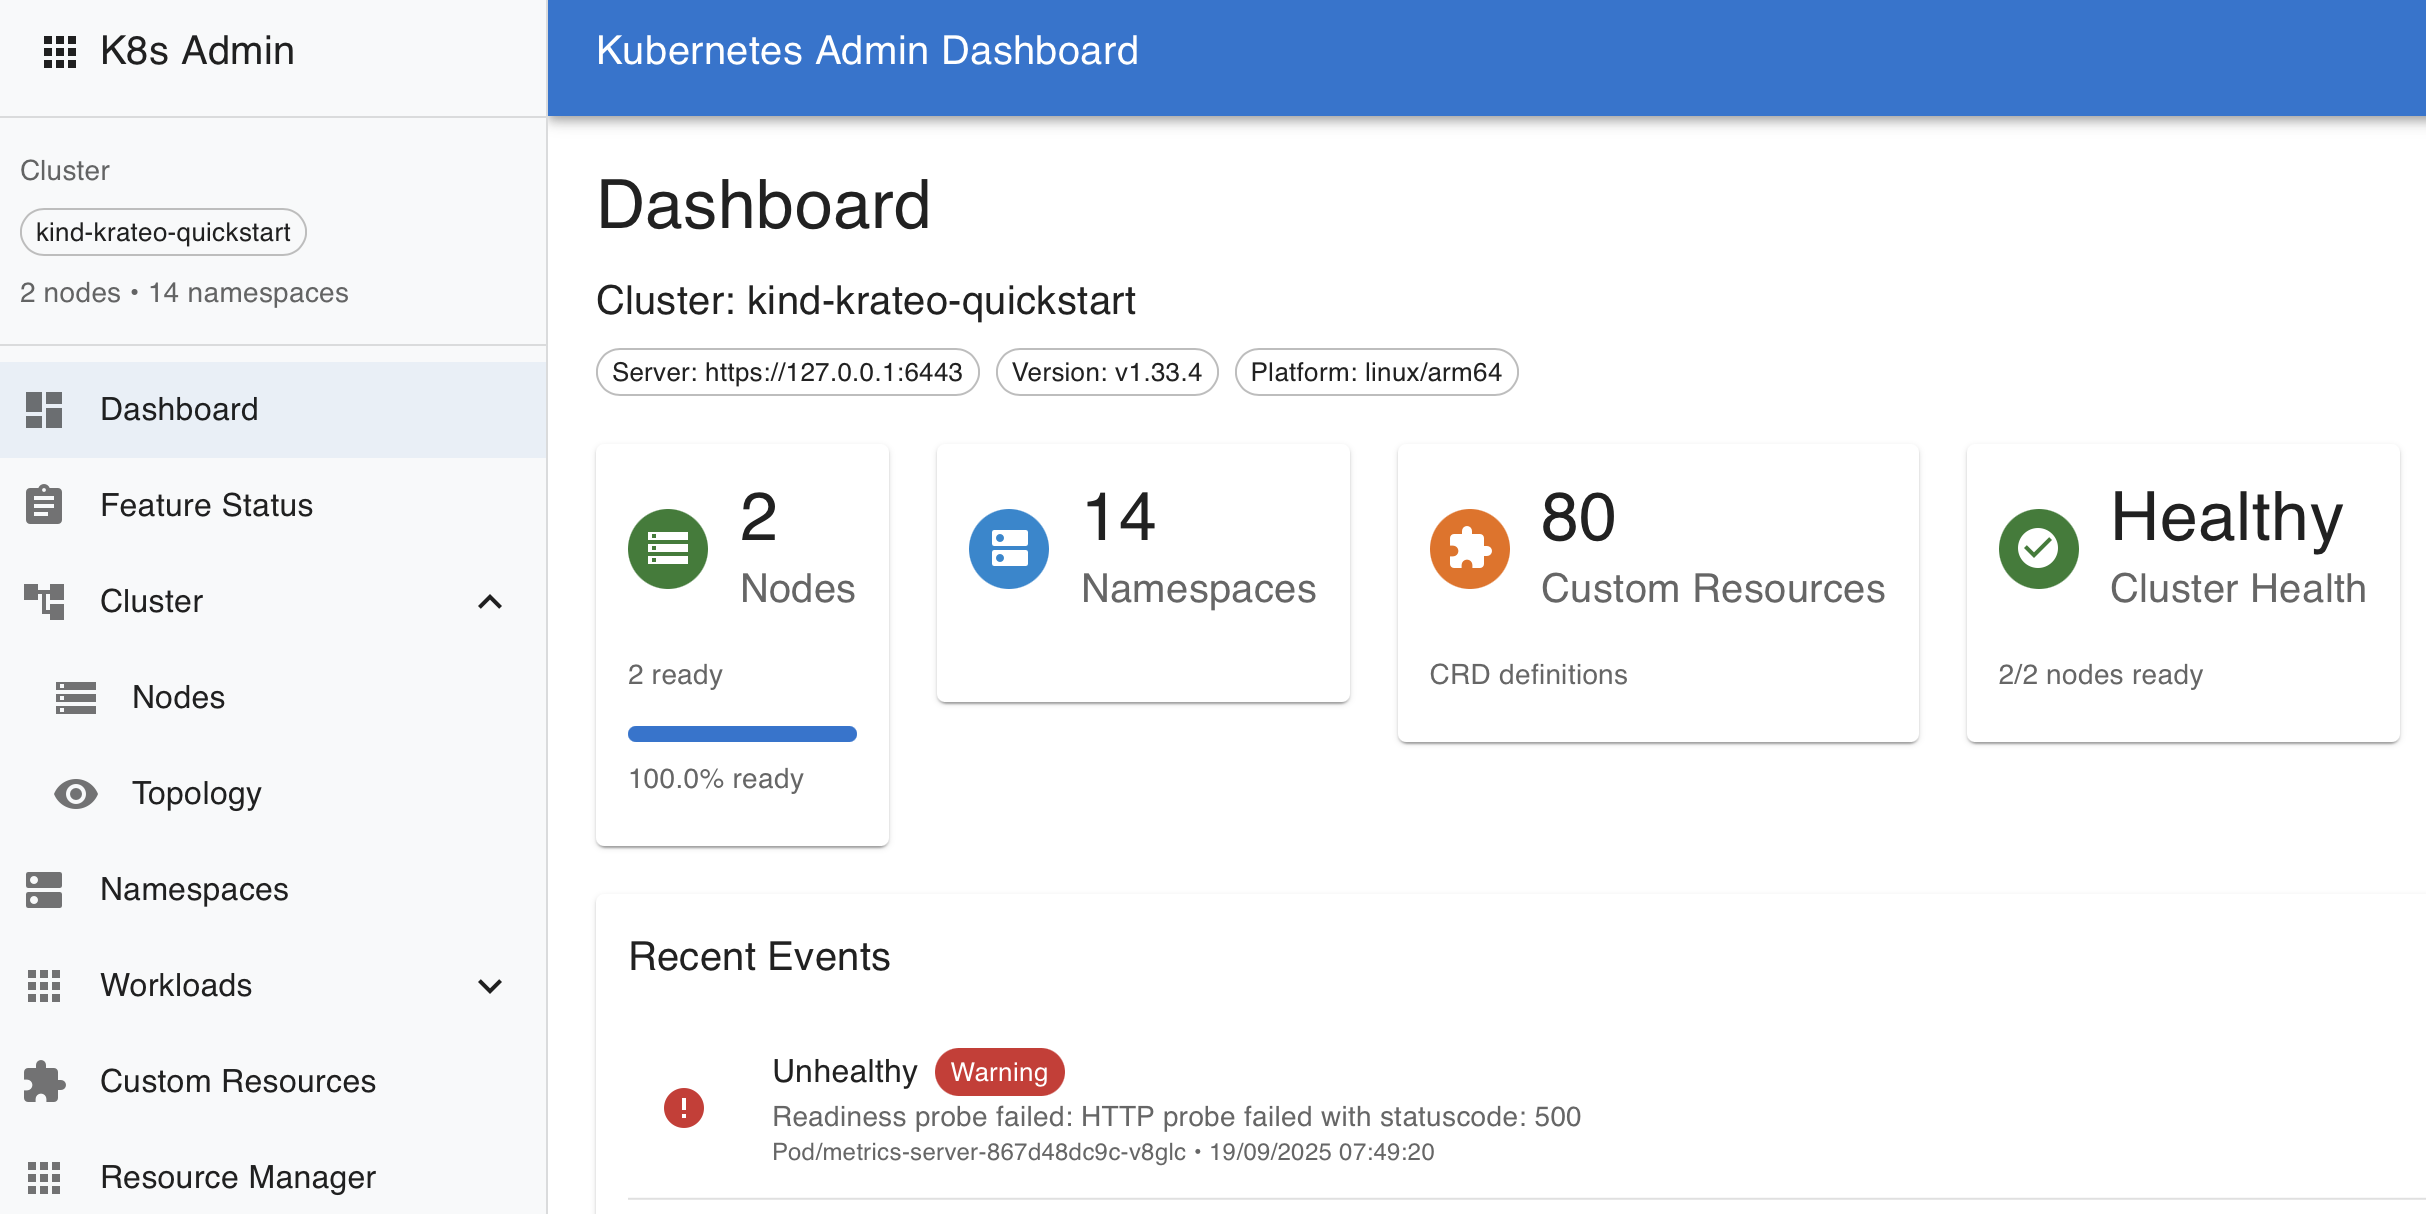 K8s Admin
Cluster
kind-krateo-quickstart
2 nodes • 14 namespaces
Dashboard
Feature Status
Cluster
Nodes
Topology
Namespaces
Workloads
Custom Resources
Resource Manager
Kubernetes Admin Dashboard
Dashboard
Cluster: kind-krateo-quickstart
Server: https://127.0.0.1:6443
Version: v1.33.4
Platform: linux/arm64
2
Nodes
2 ready
100.0% ready
14
Namespaces
80
Custom Resources
CRD definitions
Healthy
Cluster Health
2/2 nodes ready
Recent Events
Unhealthy Warning
Readiness probe failed: HTTP probe failed with statuscode: 500
Pod/metrics-server-867d48dc9c-v8glc • 19/09/2025 07:49:20